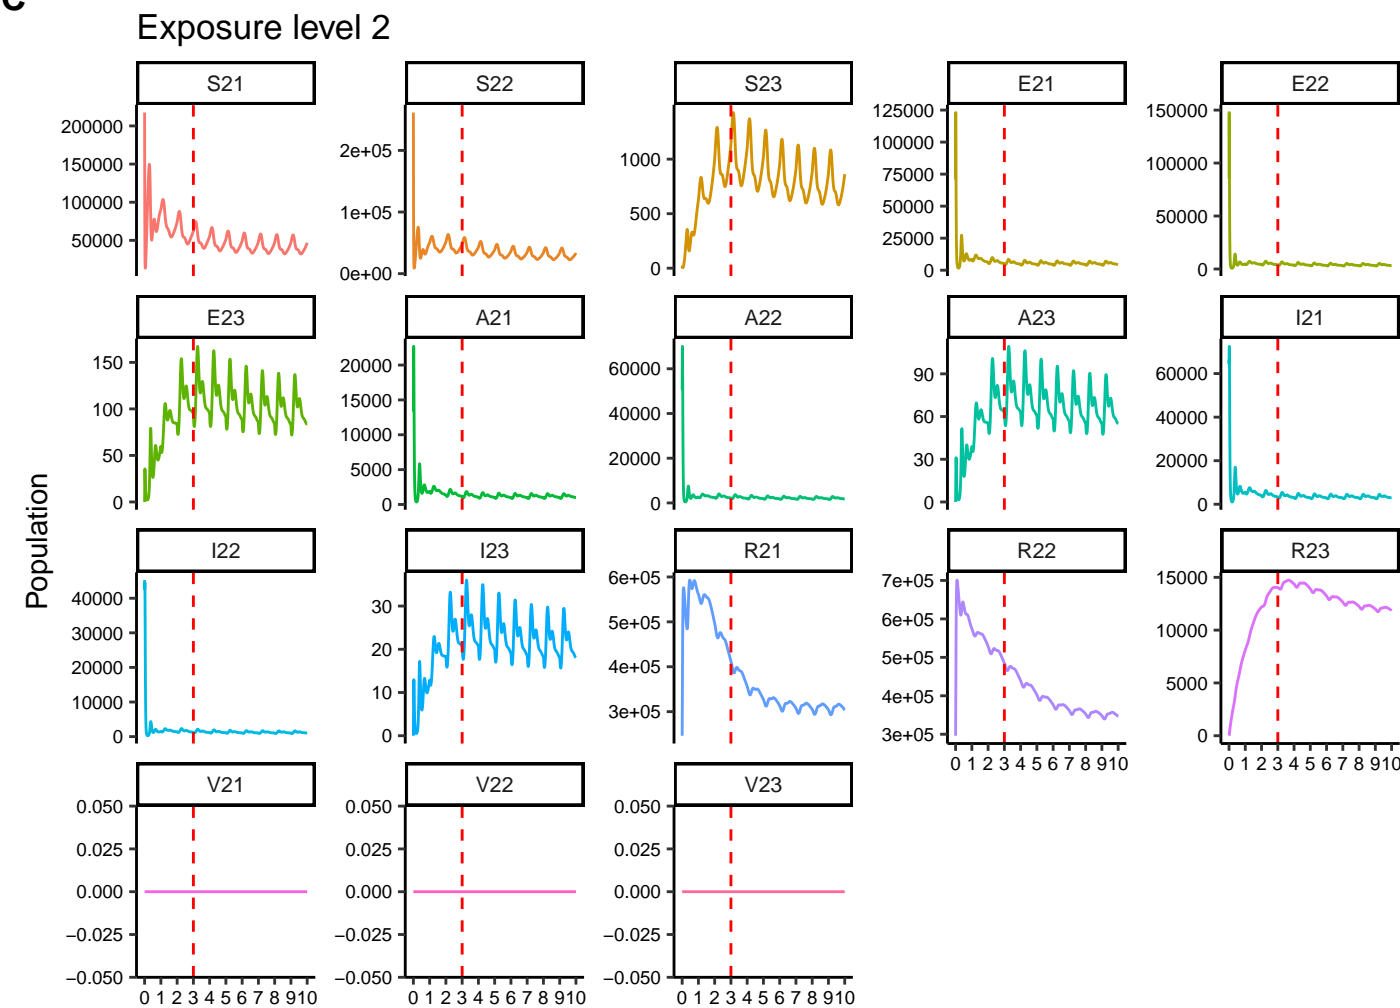 C
Exposure level 2
S21 S22 S23 E21 E22
200000 150000 100000 50000
2e+05 1e+05 0e+00
1000 500 0
125000 100000 75000 50000 25000 0
150000 100000 50000 0
E23 A21 A22 A23 I21
150 100 50 0
20000 15000 10000 5000 0
60000 40000 20000 0
90 60 30 0
60000 40000 20000 0
Population
I22 I23 R21 R22 R23
40000 30000 20000 10000 0
30 20 10 0
6e+05 5e+05 4e+05 3e+05
7e+05 6e+05 5e+05 4e+05 3e+05
15000 10000 5000 0
0 1 2 3 4 5 6 7 8 9 10
0 1 2 3 4 5 6 7 8 9 10
V21 V22 V23
0.050 0.025 0.000 −0.025 −0.050
0.050 0.025 0.000 −0.025 −0.050
0.050 0.025 0.000 −0.025 −0.050
0 1 2 3 4 5 6 7 8 9 10
0 1 2 3 4 5 6 7 8 9 10
0 1 2 3 4 5 6 7 8 9 10